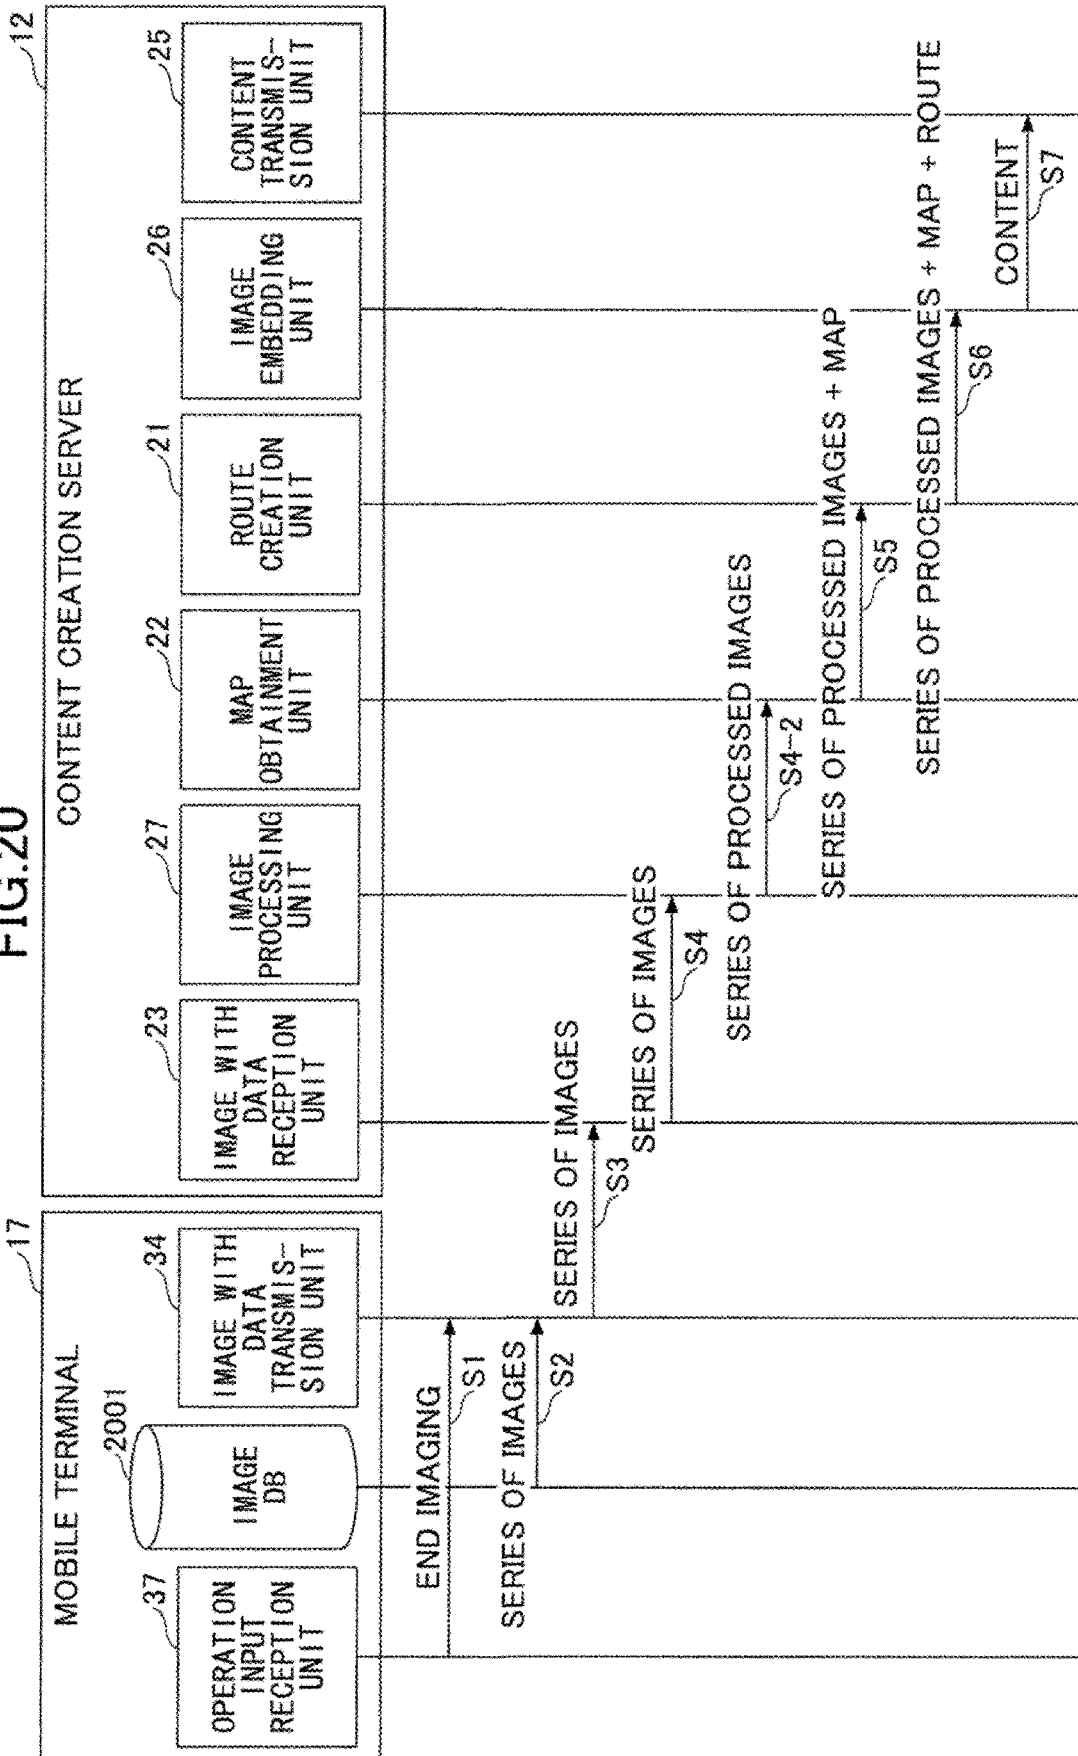 FIG.20
MOBILE TERMINAL
17
CONTENT CREATION SERVER
12
37
OPERATION
INPUT
RECEPTION
UNIT
2001
IMAGE
DB
34
IMAGE WITH
DATA
TRANSMIS-
SION UNIT
23
IMAGE WITH
DATA
RECEPTION
UNIT
27
IMAGE
PROCESSING
UNIT
22
MAP
OBTAINMENT
UNIT
21
ROUTE
CREATION
UNIT
26
IMAGE
EMBEDDING
UNIT
25
CONTENT
TRANSMIS-
SION UNIT
END IMAGING
S1
SERIES OF IMAGES
S2
SERIES OF IMAGES
S3
SERIES OF IMAGES
S4
SERIES OF PROCESSED IMAGES
S4-2
SERIES OF PROCESSED IMAGES + MAP
S5
SERIES OF PROCESSED IMAGES + MAP + ROUTE
S6
CONTENT
S7